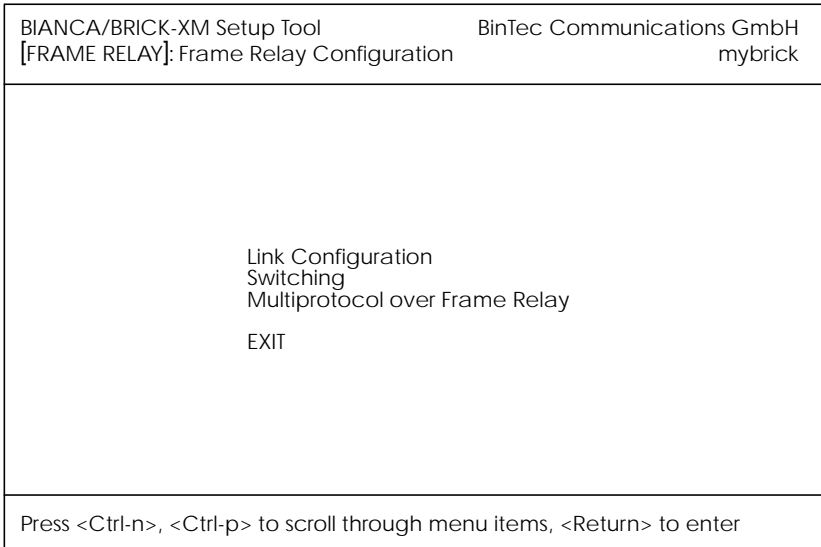 BIANCA/BRICK-XM Setup Tool BinTec Communications GmbH
[FRAME RELAY]: Frame Relay Configuration mybrick
Link Configuration
Switching
Multiprotocol over Frame Relay
EXIT
Press <Ctrl-n>, <Ctrl-p> to scroll through menu items, <Return> to enter